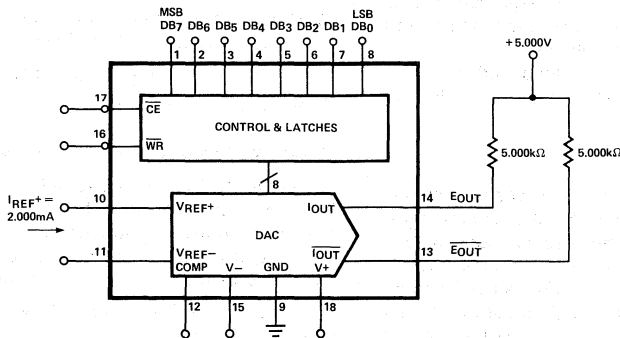 MSB LSB
DB7 DB6 DB5 DB4 DB3 DB2 DB1 DB0
1 2 3 4 5 6 7 8
+5.000V
17 CE
CONTROL & LATCHES
16 WR
5.000kΩ 5.000kΩ
8
IREF+ =
2.000mA
10 VREF+ IOUT 14 EOUT
DAC
11 VREF− IOUT 13 EOUT
COMP V− GND V+
12 15 9 18